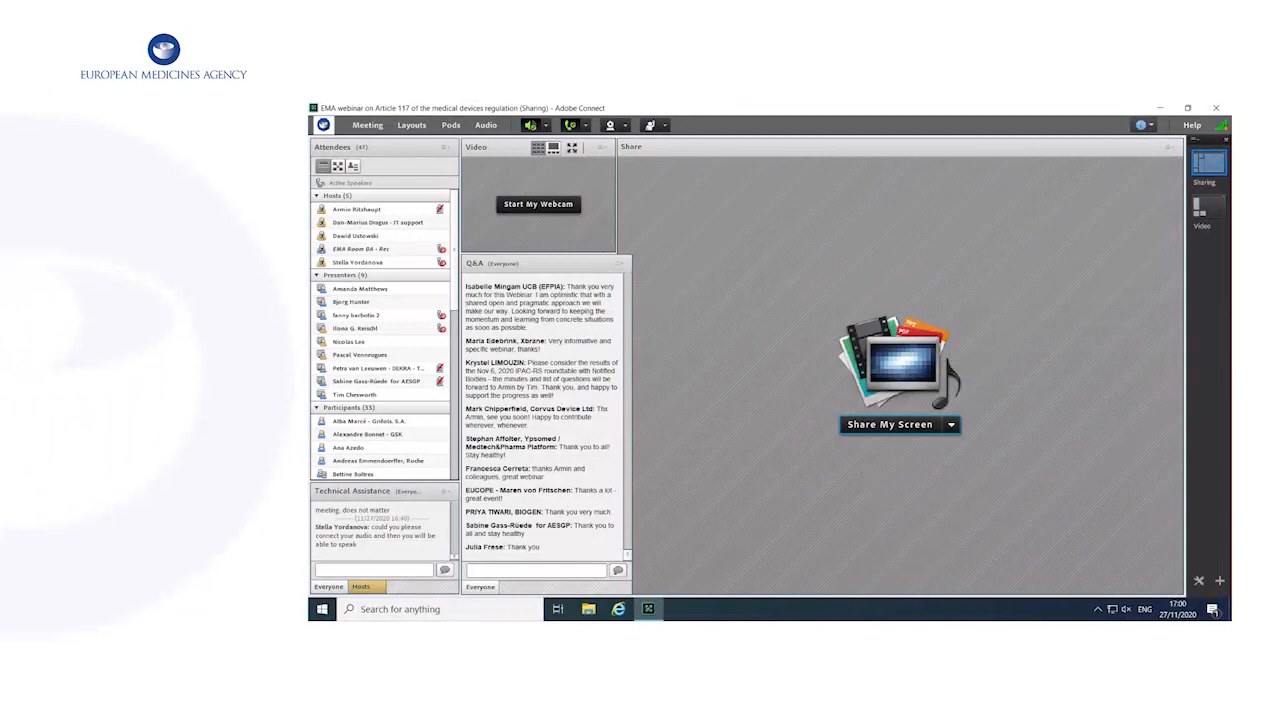 EUROPEAN MEDICINES AGENCY
EMA webinar on Article 117 of the medical devices regulation (Sharing) - Adobe Connect
Meeting Layouts Pods Audio Help
Attendees (47)
Active Speakers
Hosts (5)
Armin Ritzhaupt
Dan-Marius Dragus - IT support
Dawid Ustowski
EMA Room 0A - Rec
Stella Yordanova
Presenters (9)
Amanda Matthews
Bjorg Hunter
fanny barbotin 2
Ilona G. Reischl
Nicolas Lee
Pascal Venneugues
Petra van Leeuwen - DEKRA - T...
Sabine Gass-Rüede for AESGP
Tim Chesworth
Participants (33)
Alba Marcé - Grifols, S.A.
Alexandre Bonnet - GSK
Ana Azedo
Andreas Emmendoerffer, Roche
Bettine Boltres
Technical Assistance (Everyo...
meeting. does not matter
(11/27/2020 16:40)
Stella Yordanova: could you please
connect your audio and then you will be
able to speak
Everyone Hosts
Video
Start My Webcam
Q&A (Everyone)
Isabelle Mingam UCB (EFPIA): Thank you very
much for this Webinar. I am optimistic that with a
shared open and pragmatic approach we will
make our way. Looking forward to keeping the
momentum and learning from concrete situations
as soon as possible.
Maria Edebrink, Xbrane: Very informative and
specific webinar. thanks!
Krystel LIMOUZIN: Please consider the results of
the Nov.6, 2020 IPAC-RS roundtable with Notified
Bodies - the minutes and list of questions will be
forward to Armin by Tim. Thank you, and happy to
support the progress as well!
Mark Chipperfield, Corvus Device Ltd: Thx
Armin, see you soon! Happy to contribute
wherever, whenever.
Stephan Affolter, Ypsomed /
Medtech&Pharma Platform: Thank you to all!
Stay healthy!
Francesca Cerreta: thanks Armin and
colleagues, great webinar
EUCOPE - Maren von Fritschen: Thanks a lot -
great event!
PRIYA TIWARI, BIOGEN: Thank you very much.
Sabine Gass-Rüede for AESGP: Thank you to
all and stay healthy
Julia Frese: Thank you
Everyone
Share
PPT
PDF
Share My Screen
Sharing
Video
Search for anything
ENG
17:00
27/11/2020
1